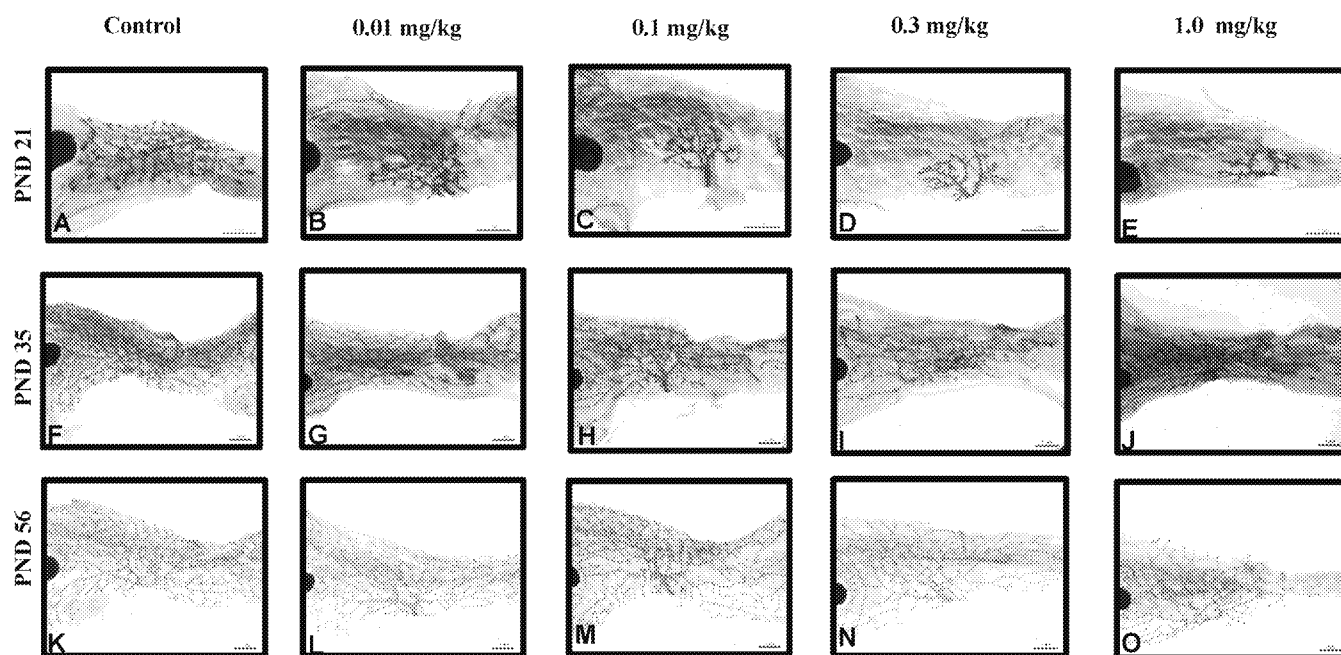 Control 0.01 mg/kg 0.1 mg/kg 0.3 mg/kg 1.0 mg/kg
PND 21
A B C D E
PND 35
F G H I J
PND 56
K L M N O